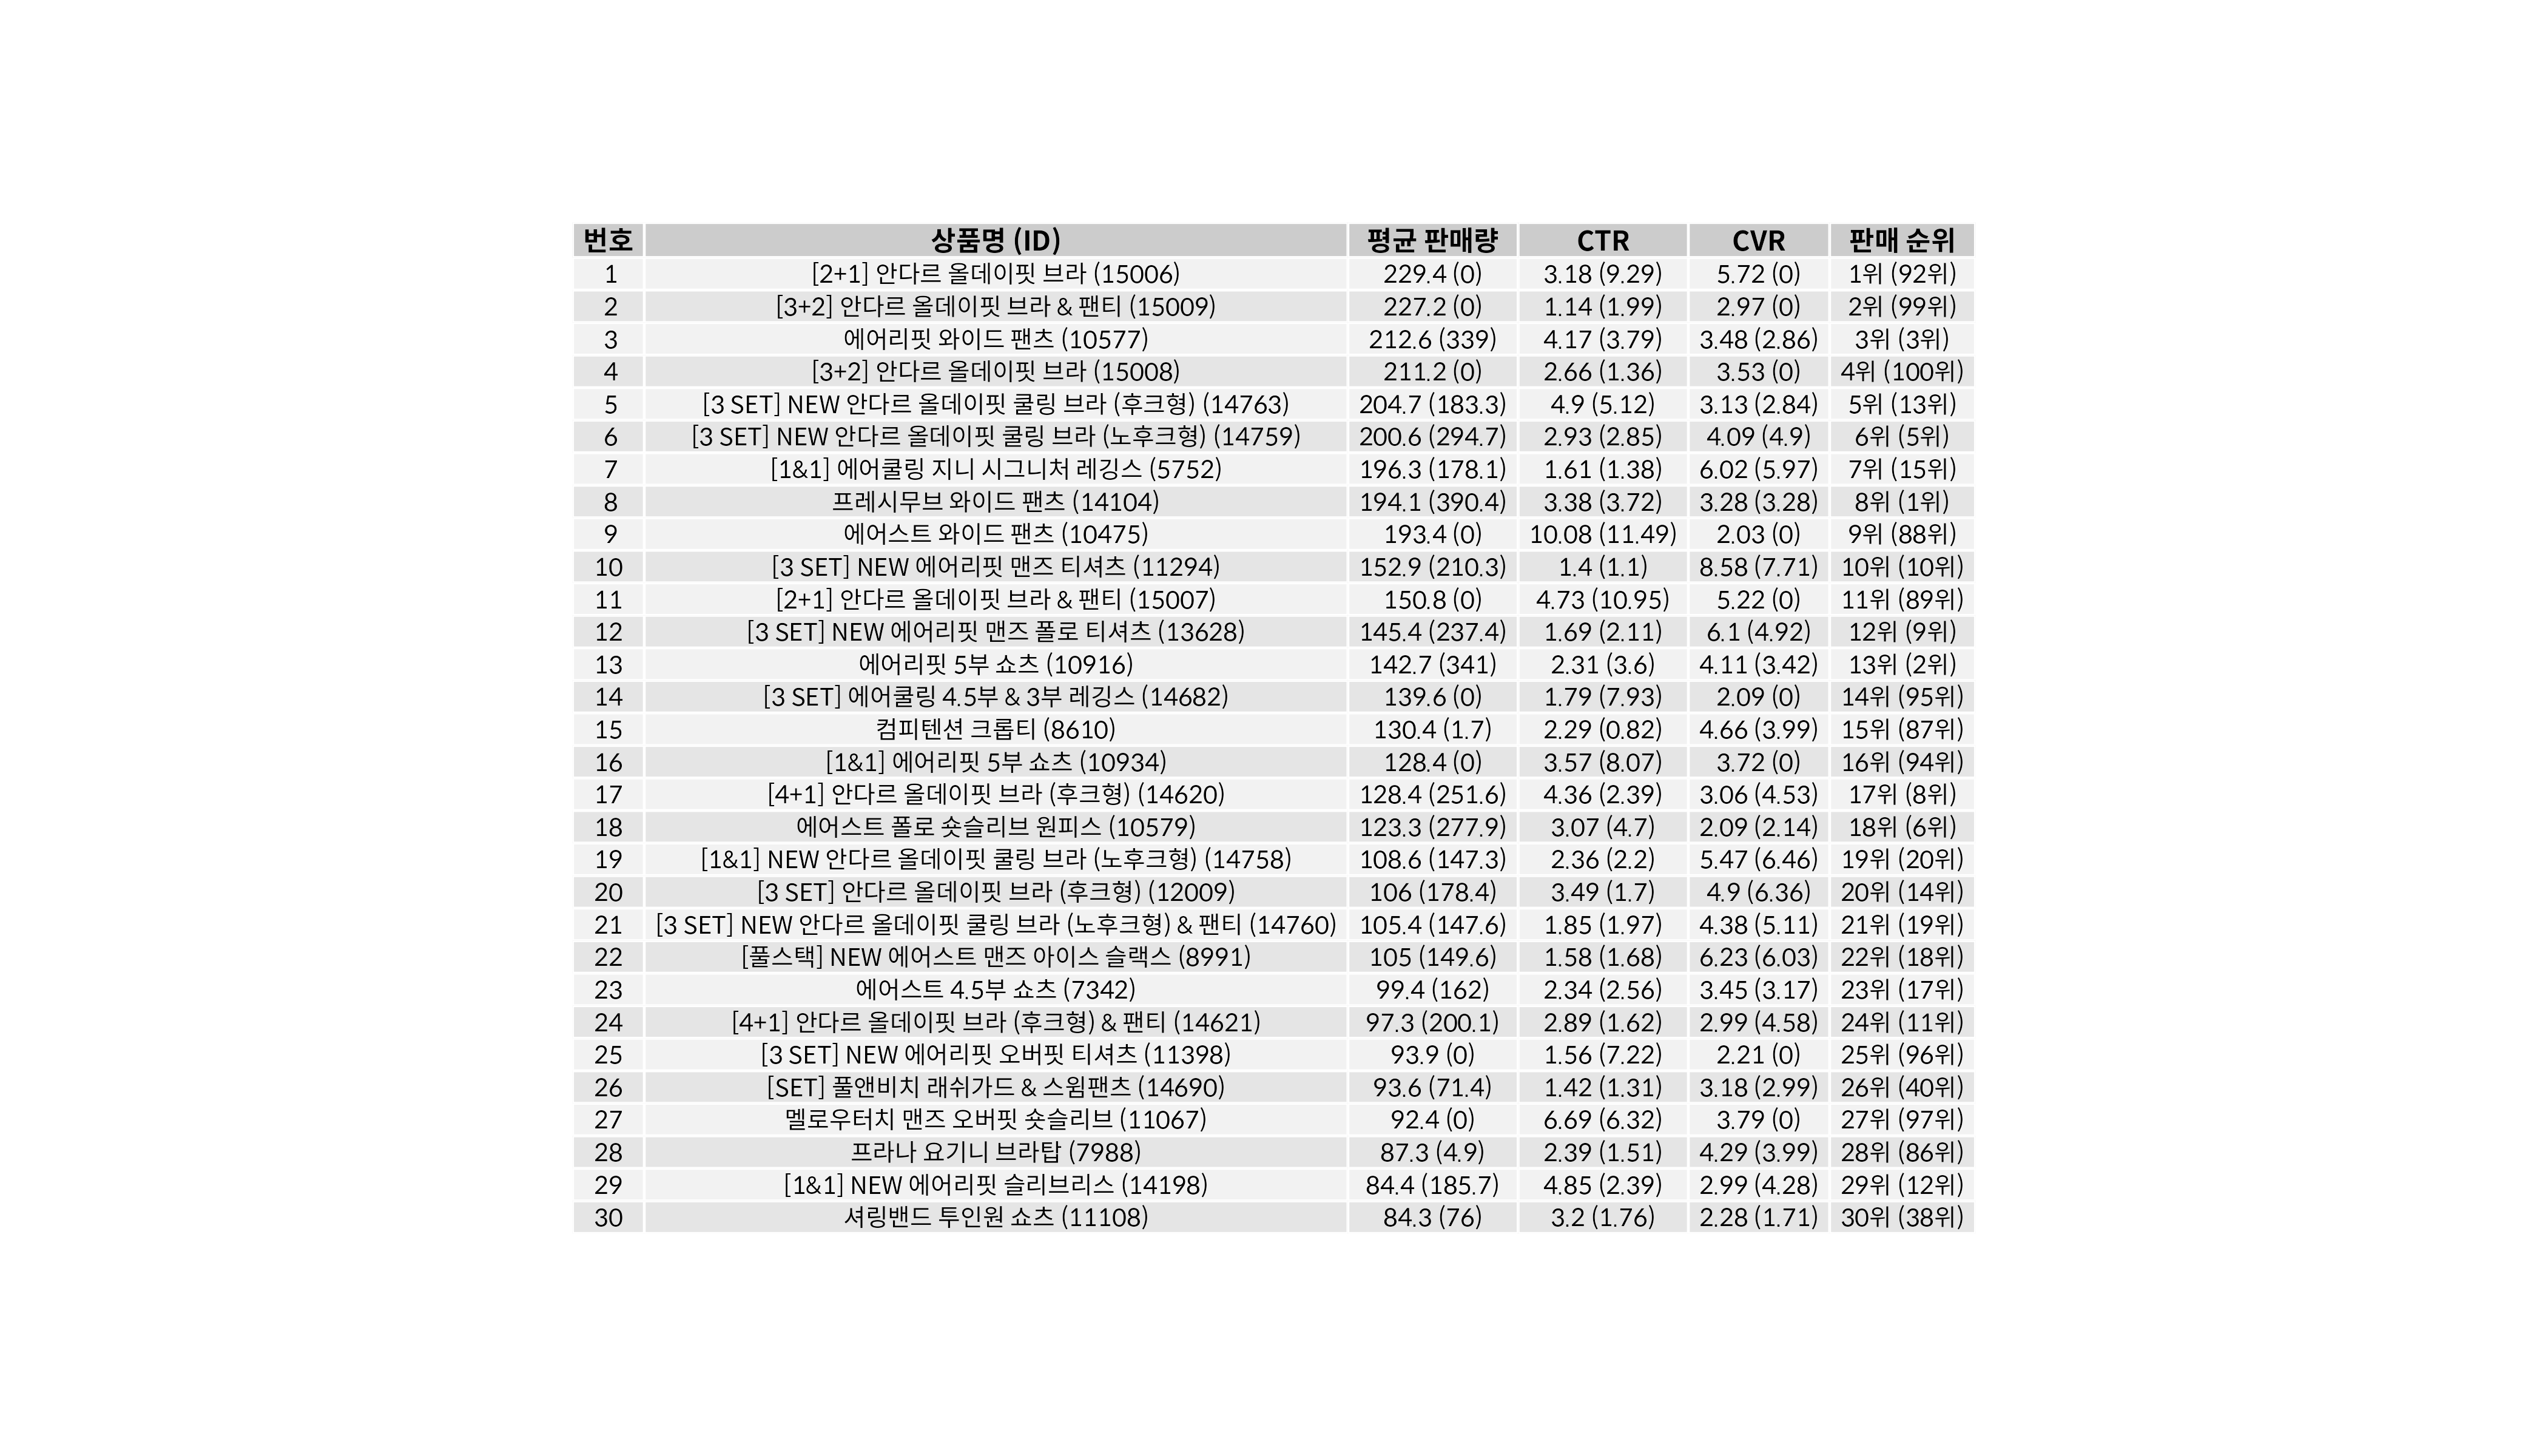 번호 상품명 (ID) 평균 판매량 CTR CVR 판매 순위
1 [2+1] 안다르 올데이핏 브라 (15006) 229.4 (0) 3.18 (9.29) 5.72 (0) 1위 (92위)
2 [3+2] 안다르 올데이핏 브라 & 팬티 (15009) 227.2 (0) 1.14 (1.99) 2.97 (0) 2위 (99위)
3 에어리핏 와이드 팬츠 (10577) 212.6 (339) 4.17 (3.79) 3.48 (2.86) 3위 (3위)
4 [3+2] 안다르 올데이핏 브라 (15008) 211.2 (0) 2.66 (1.36) 3.53 (0) 4위 (100위)
5 [3 SET] NEW 안다르 올데이핏 쿨링 브라 (후크형) (14763) 204.7 (183.3) 4.9 (5.12) 3.13 (2.84) 5위 (13위)
6 [3 SET] NEW 안다르 올데이핏 쿨링 브라 (노후크형) (14759) 200.6 (294.7) 2.93 (2.85) 4.09 (4.9) 6위 (5위)
7 [1&1] 에어쿨링 지니 시그니처 레깅스 (5752) 196.3 (178.1) 1.61 (1.38) 6.02 (5.97) 7위 (15위)
8 프레시무브 와이드 팬츠 (14104) 194.1 (390.4) 3.38 (3.72) 3.28 (3.28) 8위 (1위)
9 에어스트 와이드 팬츠 (10475) 193.4 (0) 10.08 (11.49) 2.03 (0) 9위 (88위)
10 [3 SET] NEW 에어리핏 맨즈 티셔츠 (11294) 152.9 (210.3) 1.4 (1.1) 8.58 (7.71) 10위 (10위)
11 [2+1] 안다르 올데이핏 브라 & 팬티 (15007) 150.8 (0) 4.73 (10.95) 5.22 (0) 11위 (89위)
12 [3 SET] NEW 에어리핏 맨즈 폴로 티셔츠 (13628) 145.4 (237.4) 1.69 (2.11) 6.1 (4.92) 12위 (9위)
13 에어리핏 5부 쇼츠 (10916) 142.7 (341) 2.31 (3.6) 4.11 (3.42) 13위 (2위)
14 [3 SET] 에어쿨링 4.5부 & 3부 레깅스 (14682) 139.6 (0) 1.79 (7.93) 2.09 (0) 14위 (95위)
15 컴피텐션 크롭티 (8610) 130.4 (1.7) 2.29 (0.82) 4.66 (3.99) 15위 (87위)
16 [1&1] 에어리핏 5부 쇼츠 (10934) 128.4 (0) 3.57 (8.07) 3.72 (0) 16위 (94위)
17 [4+1] 안다르 올데이핏 브라 (후크형) (14620) 128.4 (251.6) 4.36 (2.39) 3.06 (4.53) 17위 (8위)
18 에어스트 폴로 숏슬리브 원피스 (10579) 123.3 (277.9) 3.07 (4.7) 2.09 (2.14) 18위 (6위)
19 [1&1] NEW 안다르 올데이핏 쿨링 브라 (노후크형) (14758) 108.6 (147.3) 2.36 (2.2) 5.47 (6.46) 19위 (20위)
20 [3 SET] 안다르 올데이핏 브라 (후크형) (12009) 106 (178.4) 3.49 (1.7) 4.9 (6.36) 20위 (14위)
21 [3 SET] NEW 안다르 올데이핏 쿨링 브라 (노후크형) & 팬티 (14760) 105.4 (147.6) 1.85 (1.97) 4.38 (5.11) 21위 (19위)
22 [풀스택] NEW 에어스트 맨즈 아이스 슬랙스 (8991) 105 (149.6) 1.58 (1.68) 6.23 (6.03) 22위 (18위)
23 에어스트 4.5부 쇼츠 (7342) 99.4 (162) 2.34 (2.56) 3.45 (3.17) 23위 (17위)
24 [4+1] 안다르 올데이핏 브라 (후크형) & 팬티 (14621) 97.3 (200.1) 2.89 (1.62) 2.99 (4.58) 24위 (11위)
25 [3 SET] NEW 에어리핏 오버핏 티셔츠 (11398) 93.9 (0) 1.56 (7.22) 2.21 (0) 25위 (96위)
26 [SET] 풀앤비치 래쉬가드 & 스윔팬츠 (14690) 93.6 (71.4) 1.42 (1.31) 3.18 (2.99) 26위 (40위)
27 멜로우터치 맨즈 오버핏 숏슬리브 (11067) 92.4 (0) 6.69 (6.32) 3.79 (0) 27위 (97위)
28 프라나 요기니 브라탑 (7988) 87.3 (4.9) 2.39 (1.51) 4.29 (3.99) 28위 (86위)
29 [1&1] NEW 에어리핏 슬리브리스 (14198) 84.4 (185.7) 4.85 (2.39) 2.99 (4.28) 29위 (12위)
30 셔링밴드 투인원 쇼츠 (11108) 84.3 (76) 3.2 (1.76) 2.28 (1.71) 30위 (38위)